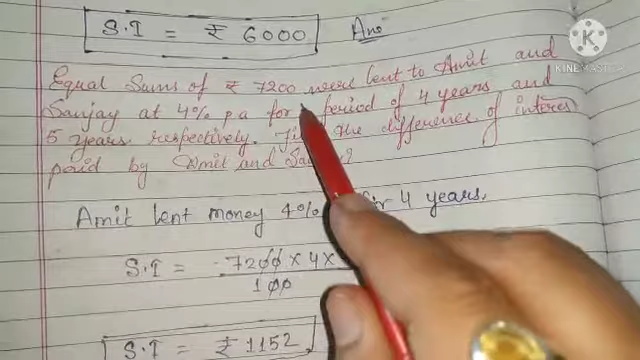 S.I = ₹ 6000 Ans
Equal Sums of ₹ 7200 were lent to Amit and
Sanjay at 4% p a for period of 4 years and
5 years respectively. the difference of interes
paid by Amit and
Amit lent money 4% for 4 years.
S.I = 7200 × 4 ×
100
S.I = ₹ 1152
KINEMASTER